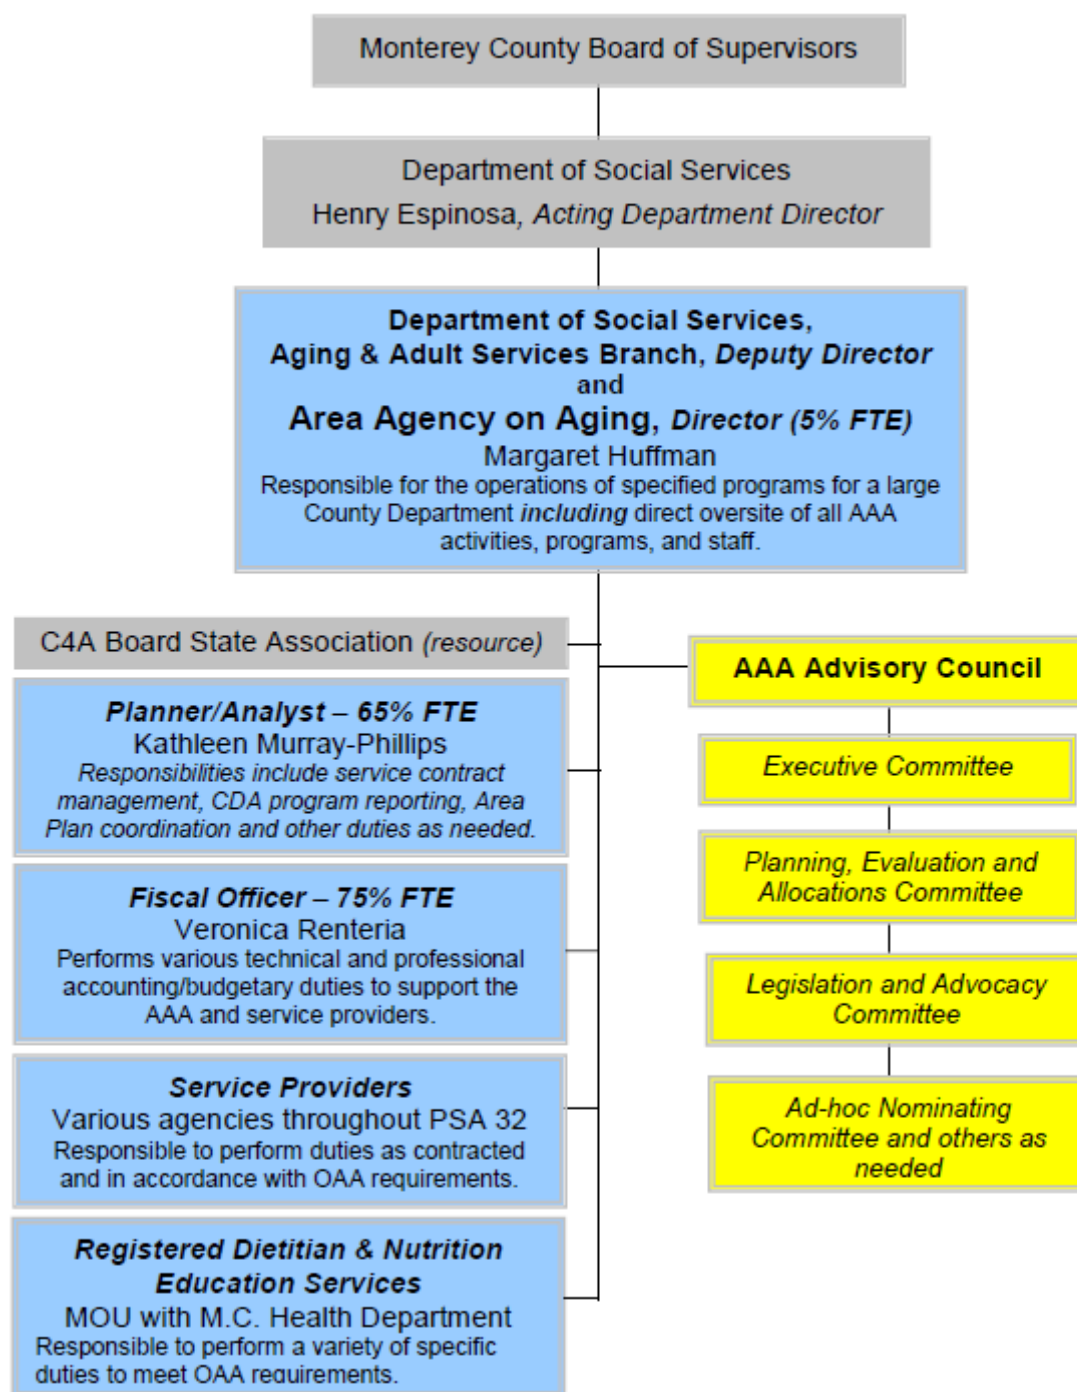 Monterey County Board of Supervisors
Department of Social Services
Henry Espinosa, Acting Department Director
Department of Social Services,
Aging & Adult Services Branch, Deputy Director
and
Area Agency on Aging, Director (5% FTE)
Margaret Huffman
Responsible for the operations of specified programs for a large
County Department including direct oversite of all AAA
activities, programs, and staff.
C4A Board State Association (resource)
Planner/Analyst – 65% FTE
Kathleen Murray-Phillips
Responsibilities include service contract
management, CDA program reporting, Area
Plan coordination and other duties as needed.
Fiscal Officer – 75% FTE
Veronica Renteria
Performs various technical and professional
accounting/budgetary duties to support the
AAA and service providers.
Service Providers
Various agencies throughout PSA 32
Responsible to perform duties as contracted
and in accordance with OAA requirements.
Registered Dietitian & Nutrition
Education Services
MOU with M.C. Health Department
Responsible to perform a variety of specific
duties to meet OAA requirements.
AAA Advisory Council
Executive Committee
Planning, Evaluation and
Allocations Committee
Legislation and Advocacy
Committee
Ad-hoc Nominating
Committee and others as
needed